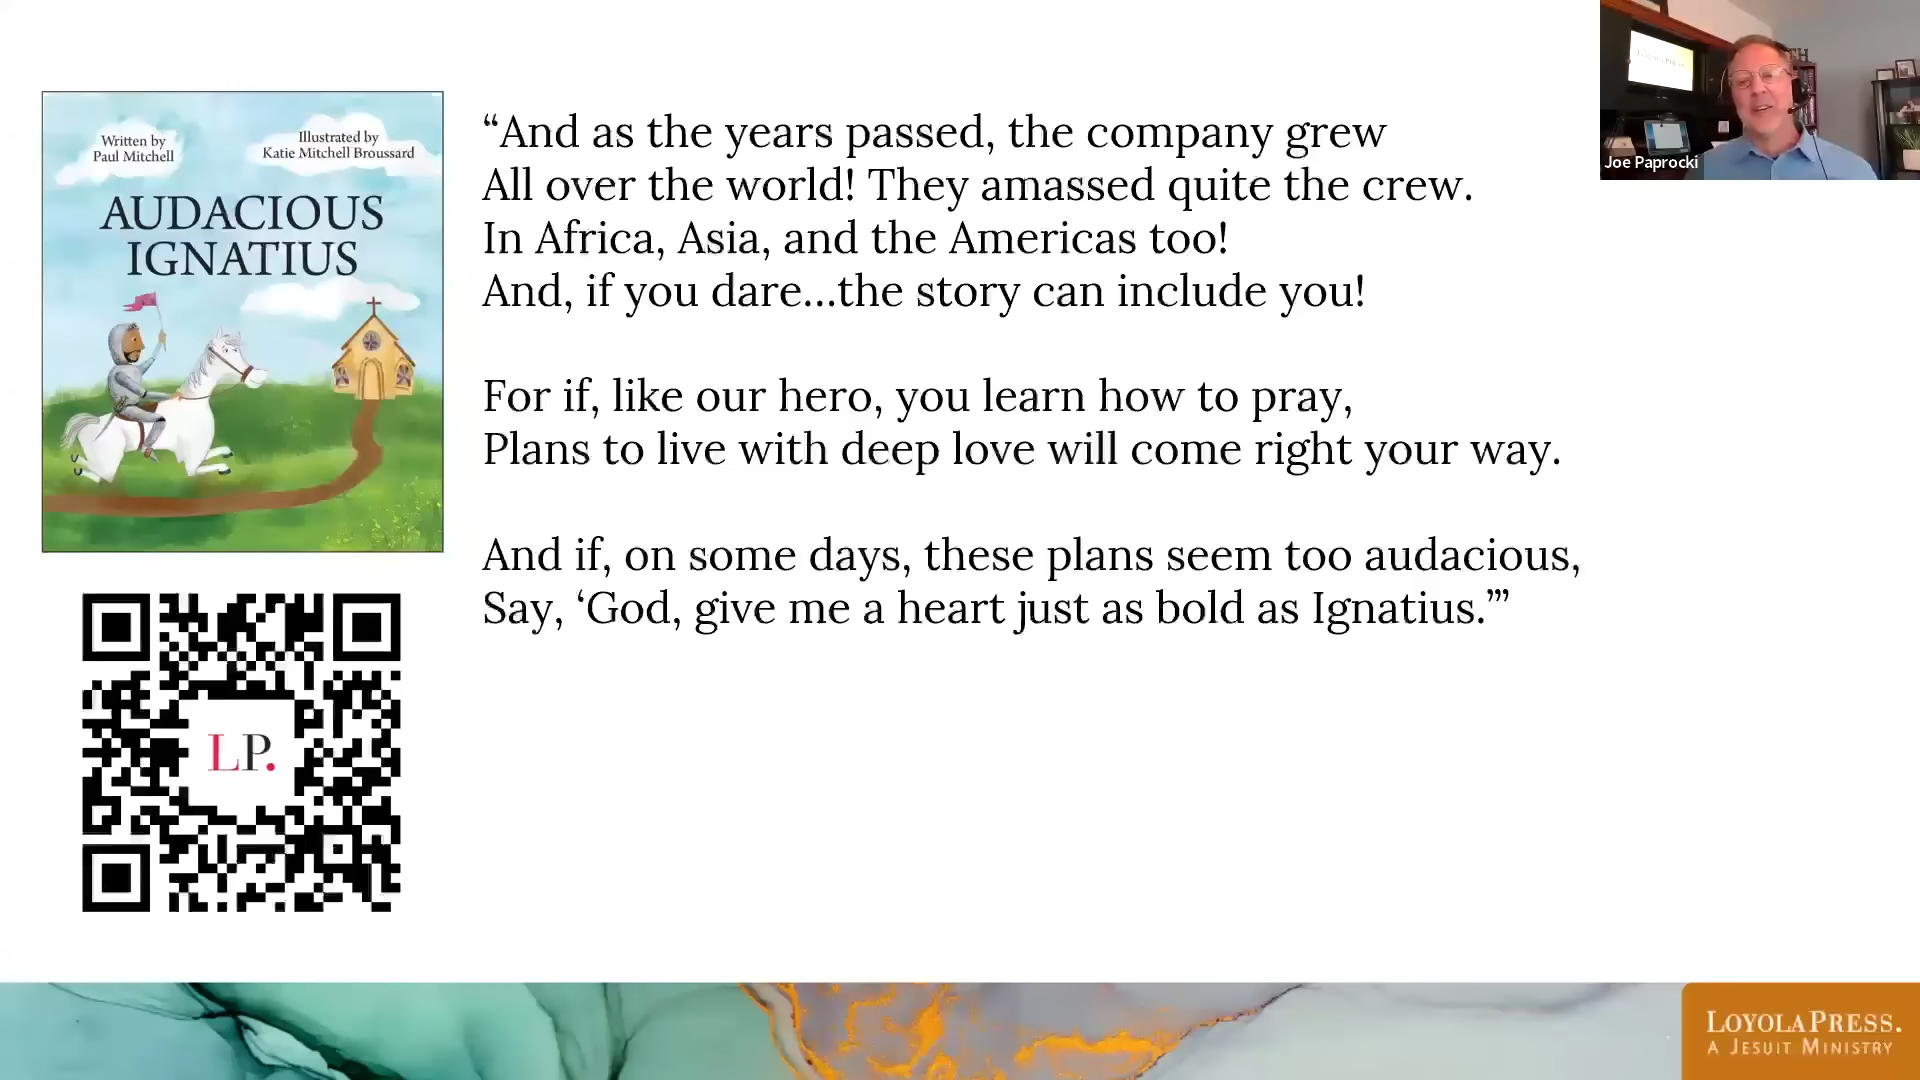 Written by
Paul Mitchell
Illustrated by
Katie Mitchell Broussard
AUDACIOUS
IGNATIUS
“And as the years passed, the company grew
All over the world! They amassed quite the crew.
In Africa, Asia, and the Americas too!
And, if you dare…the story can include you!
For if, like our hero, you learn how to pray,
Plans to live with deep love will come right your way.
And if, on some days, these plans seem too audacious,
Say, ‘God, give me a heart just as bold as Ignatius.’”
LP.
Joe Paprocki
LOYOLA PRESS.
A JESUIT MINISTRY